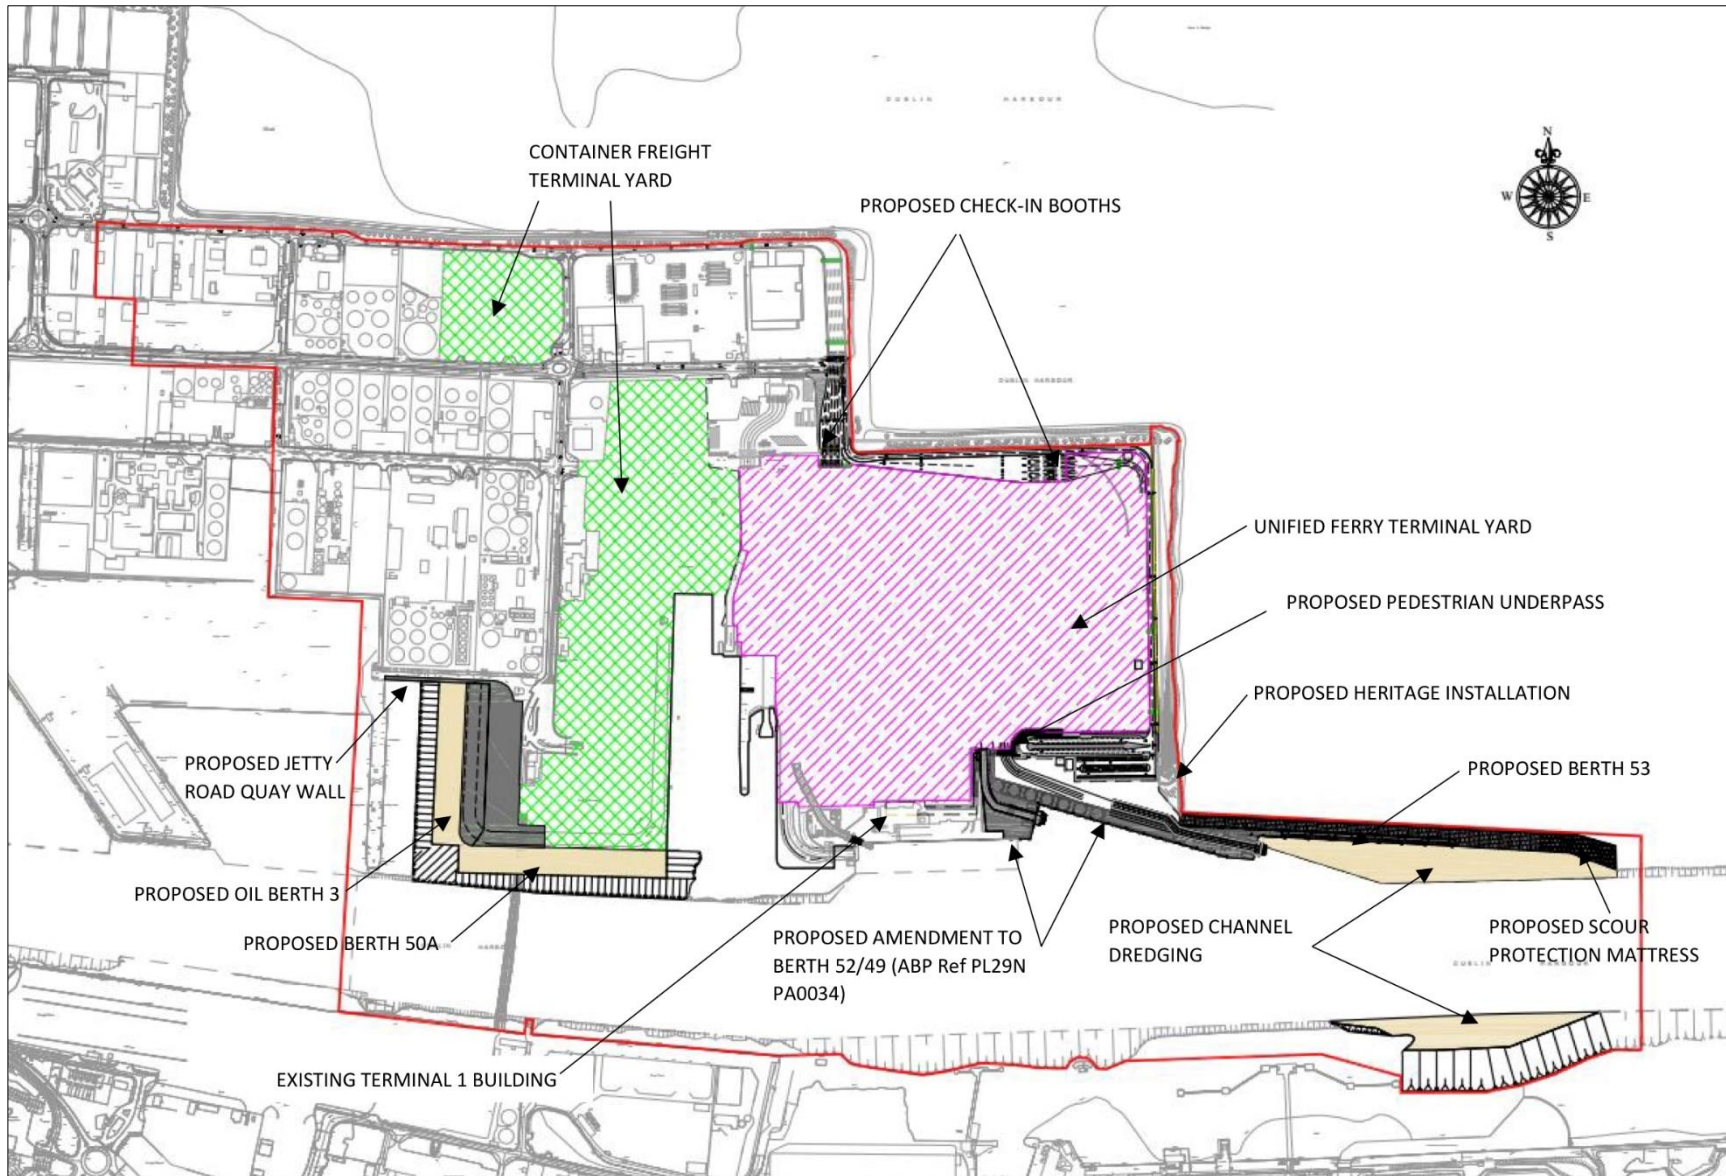 DUBLIN HARBOUR
N
W E
S
CONTAINER FREIGHT
TERMINAL YARD
PROPOSED CHECK-IN BOOTHS
DUBLIN HARBOUR
UNIFIED FERRY TERMINAL YARD
PROPOSED PEDESTRIAN UNDERPASS
PROPOSED HERITAGE INSTALLATION
PROPOSED JETTY
ROAD QUAY WALL
PROPOSED BERTH 53
PROPOSED OIL BERTH 3
PROPOSED BERTH 50A
HARBOUR
PROPOSED AMENDMENT TO
BERTH 52/49 (ABP Ref PL29N
PA0034)
PROPOSED CHANNEL
DREDGING
PROPOSED SCOUR
PROTECTION MATTRESS
DUBLIN HARBOUR
EXISTING TERMINAL 1 BUILDING